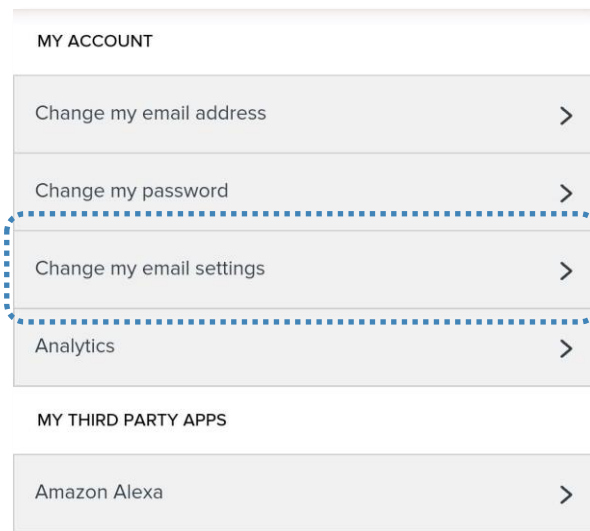 MY ACCOUNT
Change my email address
Change my password
Change my email settings
Analytics
MY THIRD PARTY APPS
Amazon Alexa